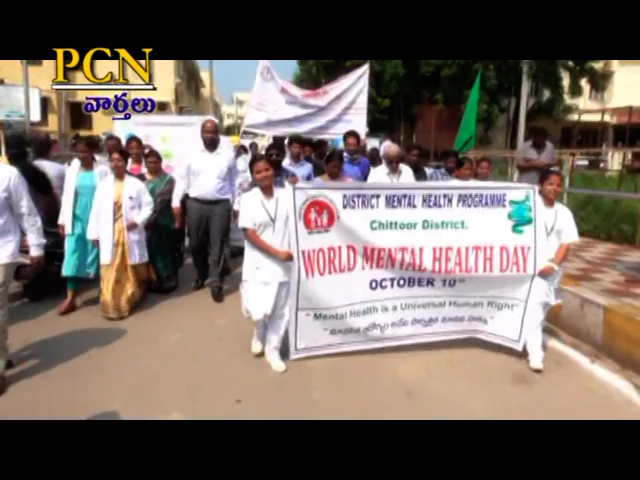 PCN
వార్తలు
DISTRICT MENTAL HEALTH PROGRAMME
Chittoor District.
WORLD MENTAL HEALTH DAY
OCTOBER 10
"Mental Health is a Universal Human Right"